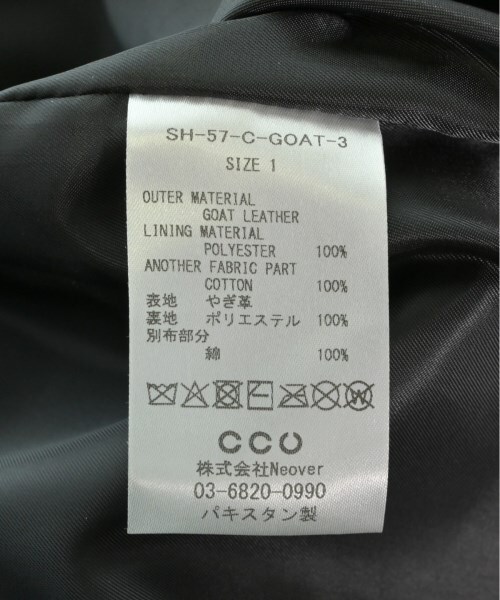 SH-57-C-GOAT-3
SIZE 1
OUTER MATERIAL
GOAT LEATHER
LINING MATERIAL
POLYESTER 100%
ANOTHER FABRIC PART
COTTON 100%
表地 やぎ革
裏地 ポリエステル 100%
別布部分
綿 100%
CCU
株式会社Neover
03-6820-0990
パキスタン製